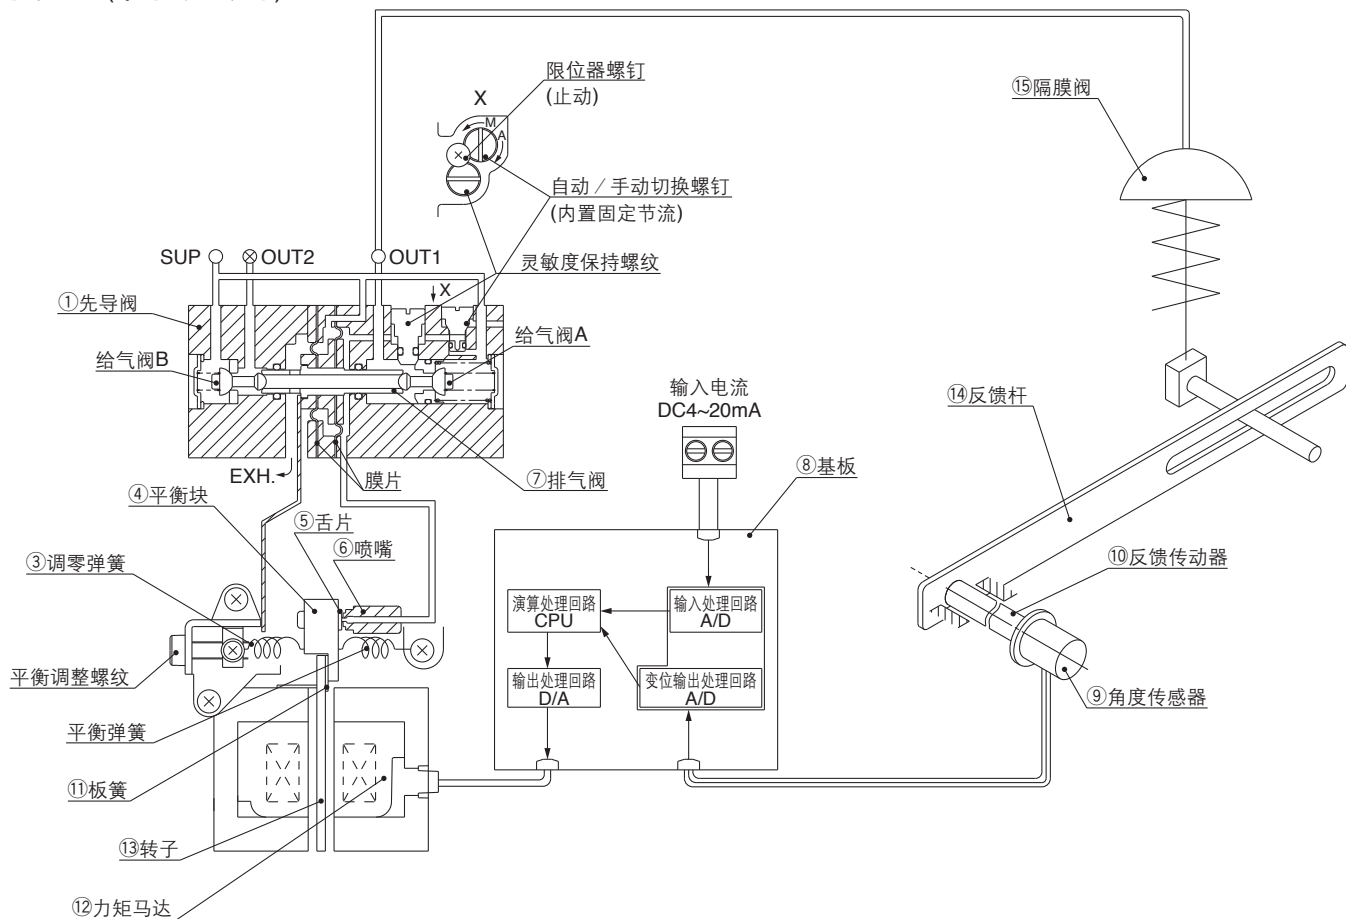 限位器螺钉
(止动)
X
M
A
⑮隔膜阀
自动／手动切换螺钉
(内置固定节流)
SUP
OUT2
OUT1
灵敏度保持螺纹
X
①先导阀
给气阀A
给气阀B
输入电流
DC4~20mA
⑭反馈杆
EXH.
膜片
⑦排气阀
⑧基板
④平衡块
⑤舌片
⑥喷嘴
③调零弹簧
⑩反馈传动器
演算处理回路
CPU
输入处理回路
A/D
平衡调整螺纹
输出处理回路
D/A
变位输出处理回路
A/D
⑨角度传感器
平衡弹簧
⑪板簧
⑬转子
⑫力矩马达